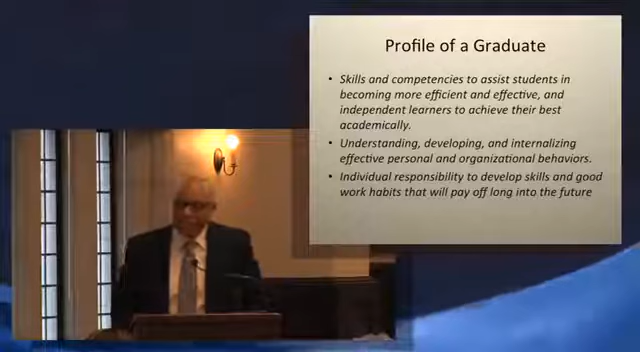 Profile of a Graduate
• Skills and competencies to assist students in
becoming more efficient and effective, and
independent learners to achieve their best
academically.
• Understanding, developing, and internalizing
effective personal and organizational behaviors.
• Individual responsibility to develop skills and good
work habits that will pay off long into the future